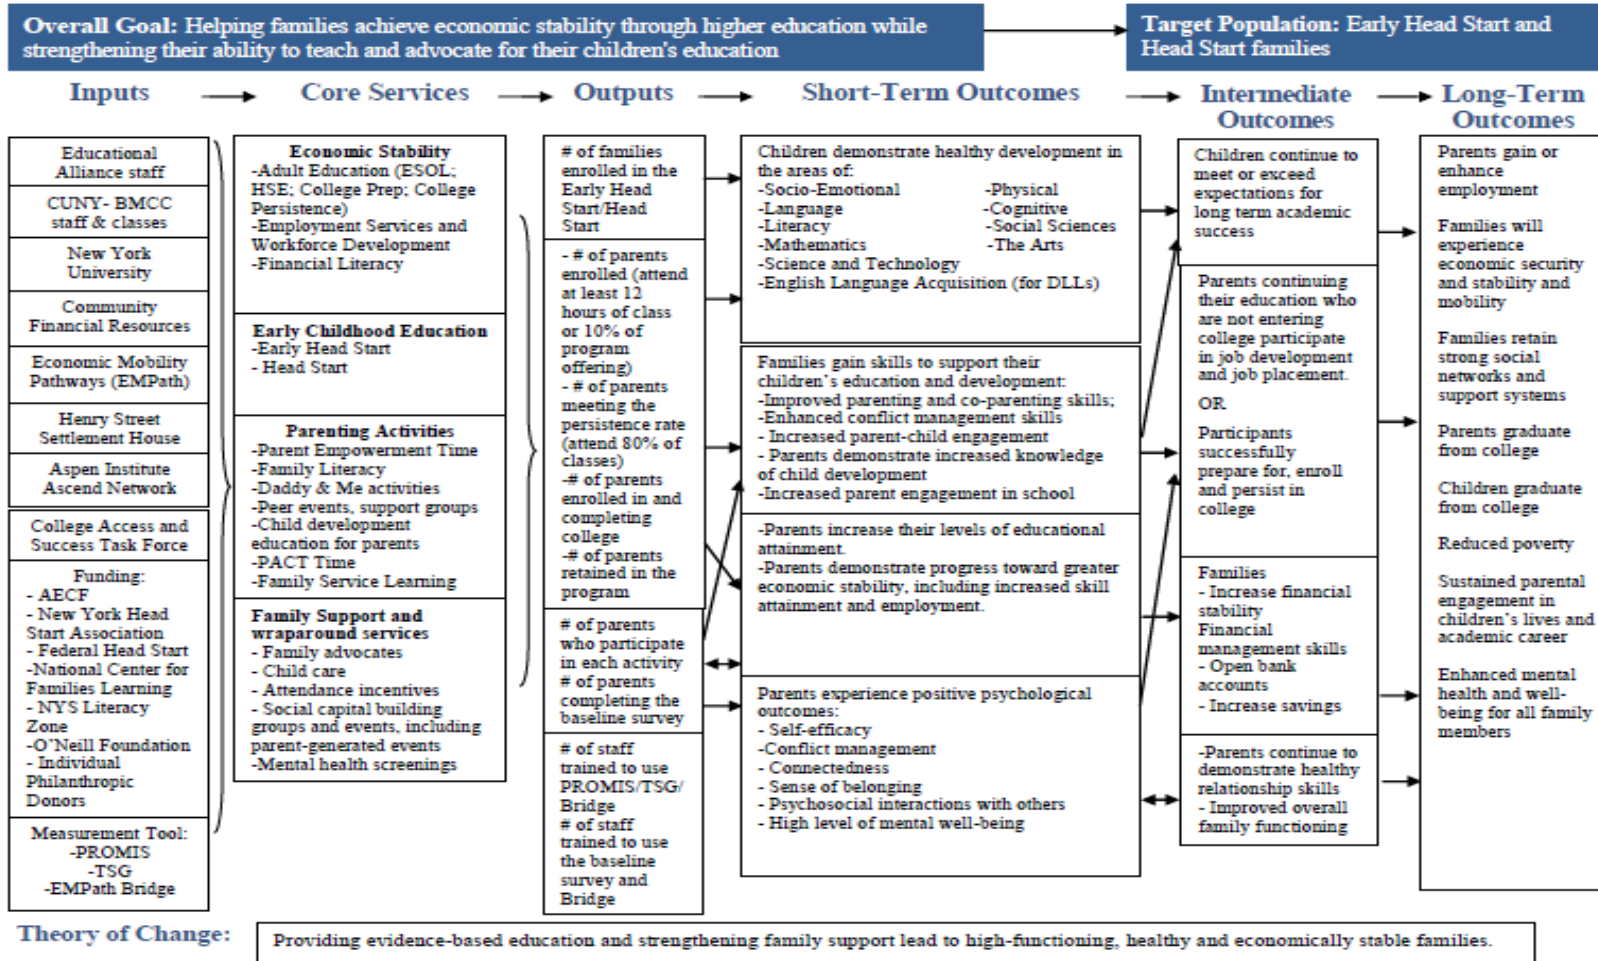 Overall Goal: Helping families achieve economic stability through higher education while
strengthening their ability to teach and advocate for their children's education
Target Population: Early Head Start and
Head Start families
Inputs
Core Services
Outputs
Short-Term Outcomes
Intermediate
Outcomes
Long-Term
Outcomes
Educational
Alliance staff
CUNY- BMCC
staff & classes
New York
University
Community
Financial Resources
Economic Mobility
Pathways (EMPath)
Henry Street
Settlement House
Aspen Institute
Ascend Network
College Access and
Success Task Force
Funding:
- AECF
- New York Head
Start Association
- Federal Head Start
-National Center for
Families Learning
- NYS Literacy
Zone
-O'Neill Foundation
- Individual
Philanthropic
Donors
Measurement Tool:
-PROMIS
-TSG
-EMPath Bridge
Economic Stability
-Adult Education (ESOL;
HSE; College Prep; College
Persistence)
-Employment Services and
Workforce Development
-Financial Literacy
Early Childhood Education
-Early Head Start
- Head Start
Parenting Activities
-Parent Empowerment Time
-Family Literacy
-Daddy & Me activities
-Peer events, support groups
-Child development
education for parents
-PACT Time
-Family Service Learning
Family Support and
wraparound services
- Family advocates
- Child care
- Attendance incentives
- Social capital building
groups and events, including
parent-generated events
-Mental health screenings
# of families
enrolled in the
Early Head
Start/Head
Start
- # of parents
enrolled (attend
at least 12
hours of class
or 10% of
program
offering)
- # of parents
meeting the
persistence rate
(attend 80% of
classes)
-# of parents
enrolled in and
completing
college
-# of parents
retained in the
program
# of parents
who participate
in each activity
# of parents
completing the
baseline survey
# of staff
trained to use
PROMIS/TSG/
Bridge
# of staff
trained to use
the baseline
survey and
Bridge
Children demonstrate healthy development in
the areas of:
-Socio-Emotional -Physical
-Language -Cognitive
-Literacy -Social Sciences
-Mathematics -The Arts
-Science and Technology
-English Language Acquisition (for DLLs)
Families gain skills to support their
children's education and development:
-Improved parenting and co-parenting skills;
-Enhanced conflict management skills
- Increased parent-child engagement
- Parents demonstrate increased knowledge
of child development
-Increased parent engagement in school
-Parents increase their levels of educational
attainment.
-Parents demonstrate progress toward greater
economic stability, including increased skill
attainment and employment.
Parents experience positive psychological
outcomes:
- Self-efficacy
-Conflict management
- Connectedness
- Sense of belonging
- Psychosocial interactions with others
- High level of mental well-being
Children continue to
meet or exceed
expectations for
long term academic
success
Parents continuing
their education who
are not entering
college participate
in job development
and job placement.
OR
Participants
successfully
prepare for, enroll
and persist in
college
Families
- Increase financial
stability
Financial
management skills
- Open bank
accounts
- Increase savings
-Parents continue to
demonstrate healthy
relationship skills
- Improved overall
family functioning
Parents gain or
enhance
employment
Families will
experience
economic security
and stability and
mobility
Families retain
strong social
networks and
support systems
Parents graduate
from college
Children graduate
from college
Reduced poverty
Sustained parental
engagement in
children's lives and
academic career
Enhanced mental
health and well-
being for all family
members
Theory of Change:
Providing evidence-based education and strengthening family support lead to high-functioning, healthy and economically stable families.